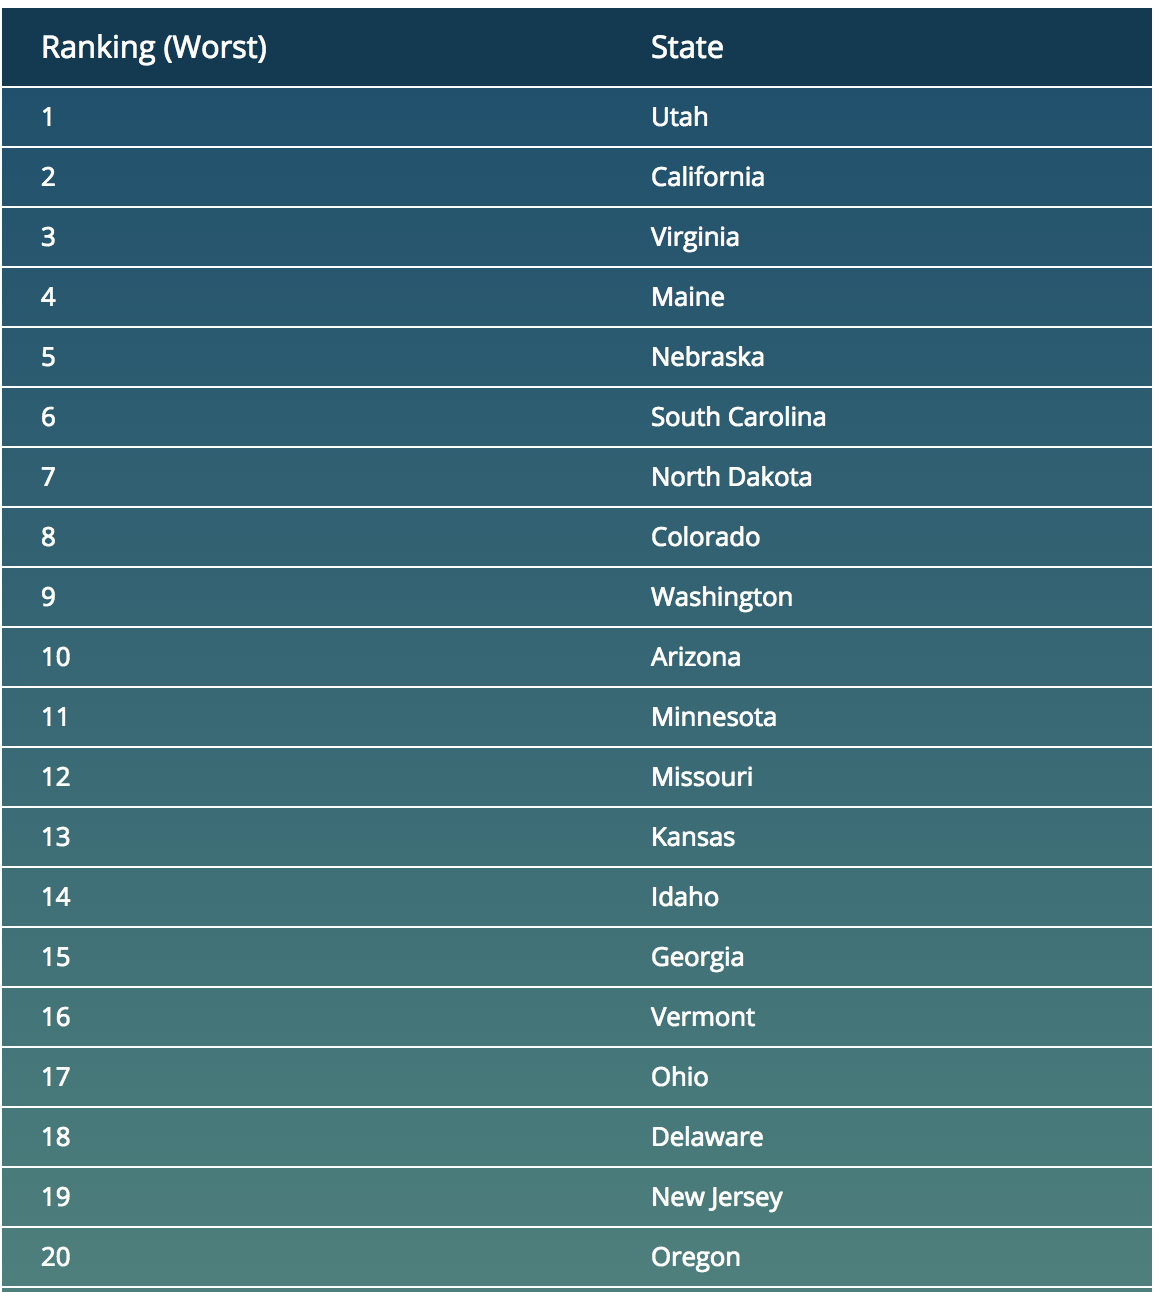 Ranking (Worst) State
1 Utah
2 California
3 Virginia
4 Maine
5 Nebraska
6 South Carolina
7 North Dakota
8 Colorado
9 Washington
10 Arizona
11 Minnesota
12 Missouri
13 Kansas
14 Idaho
15 Georgia
16 Vermont
17 Ohio
18 Delaware
19 New Jersey
20 Oregon